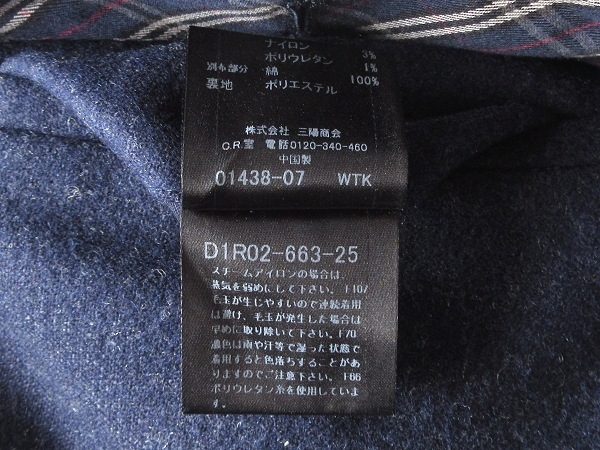 ナイロン 3%
ポリウレタン 1%
別布部分 綿 100%
裏地 ポリエステル
株式会社 三陽商会
C.R.室 電話0120-340-460
中国製
01438-07 WTK
D1R02-663-25
スチームアイロンの場合は、
蒸気を弱めにして下さい。F107
毛玉が生じやすいので連続着用
は避け、毛玉が発生した場合は
早めに取り除いて下さい。F70
濃色は雨や汗等で湿った状態で
着用すると色落ちすることがあ
りますのでご注意下さい。F66
ポリウレタン糸を使用していま
す。